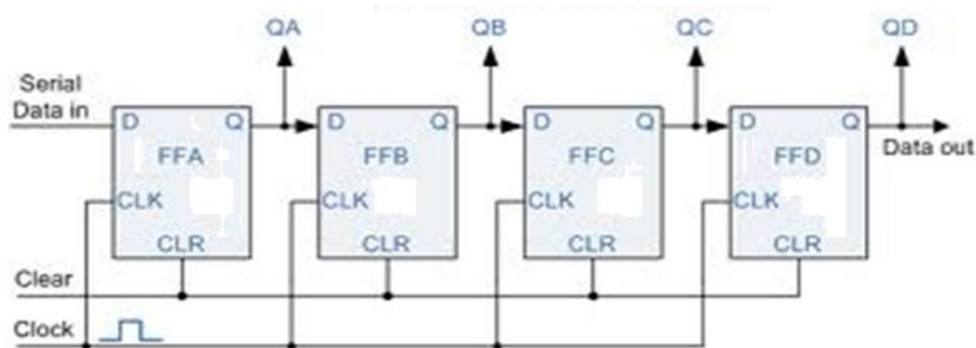 QA QB QC QD
Serial
Data in
D Q D Q D Q D Q
Data out
FFA FFB FFC FFD
CLK CLK CLK CLK
CLR CLR CLR CLR
Clear
Clock